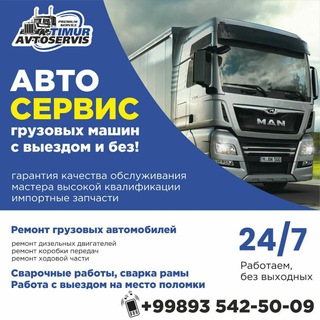 PREMIUM SERVICE
TIMUR
AVTOSERVIS
АВТО
СЕРВИС
грузовых машин
с выездом и без!
гарантия качества обслуживания
мастера высокой квалификации
импортные запчасти
MAN
Ремонт грузовых автомобилей
ремонт дизельных двигателей
ремонт коробки передач
ремонт ходовой части
24/7
Работаем,
без выходных
Сварочные работы, сварка рамы
Работа с выездом на место поломки
+99893 542-50-09